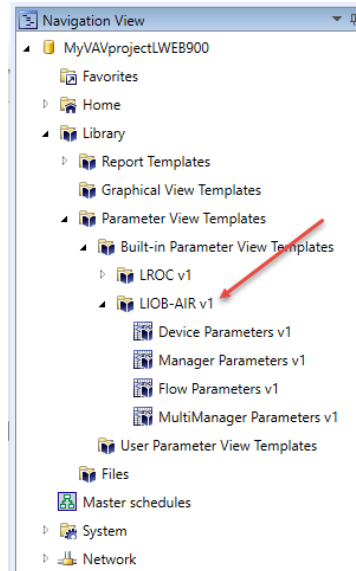 Navigation View
MyVAVprojectLWEB900
Favorites
Home
Library
Report Templates
Graphical View Templates
Parameter View Templates
Built-in Parameter View Templates
LROC v1
LIOB-AIR v1
Device Parameters v1
Manager Parameters v1
Flow Parameters v1
MultiManager Parameters v1
User Parameter View Templates
Files
Master schedules
System
Network